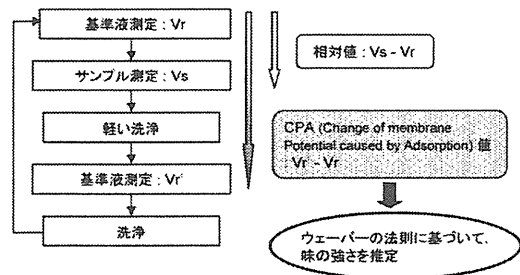 基準液測定：Vr
サンプル測定：Vs
軽い洗浄
基準液測定：Vr'
洗浄
相対値：Vs - Vr
CPA (Change of membrane
Potential caused by Adsorption) 値
: Vr' - Vr
ウェーバーの法則に基づいて、
味の強さを推定